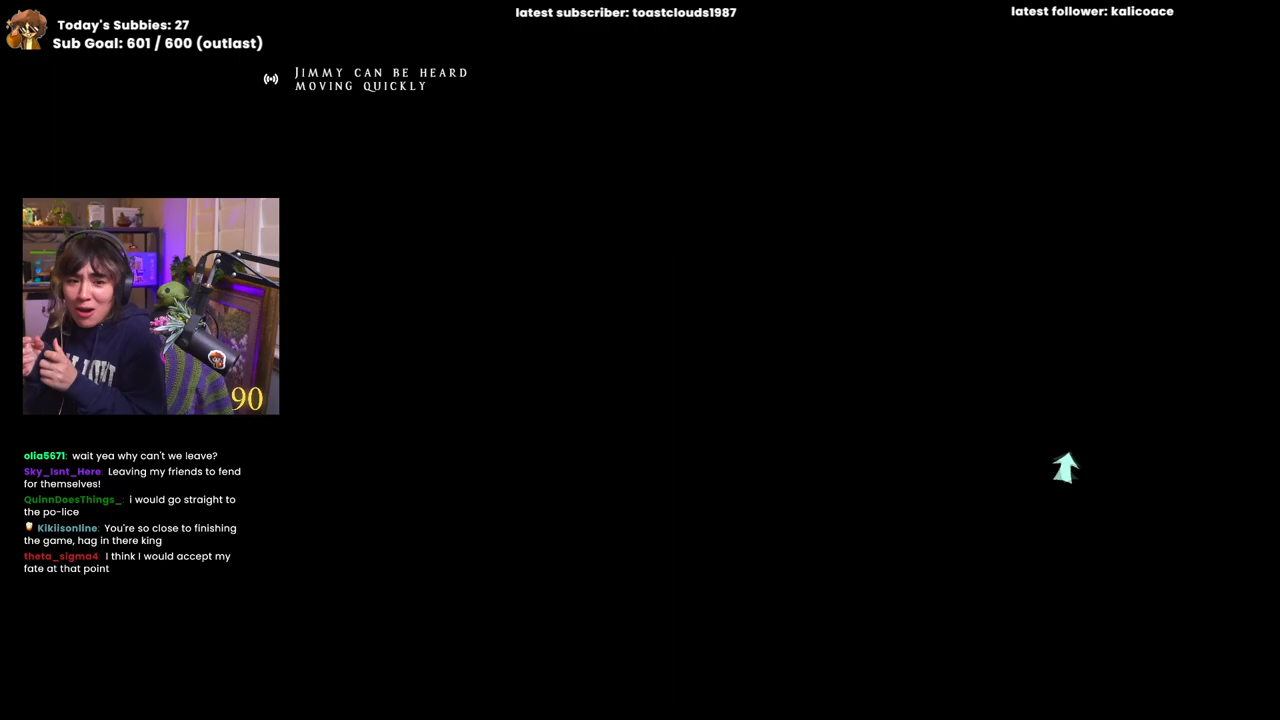 Today's Subbies: 27
Sub Goal: 601 / 600 (outlast)
latest subscriber: toastclouds1987
latest follower: kalicoace
Jimmy can be heard
moving quickly
90
olia5671: wait yea why can't we leave?
Sky_Isnt_Here: Leaving my friends to fend
for themselves!
QuinnDoesThings_: i would go straight to
the po-lice
Kikiisonline: You're so close to finishing
the game, hag in there king
theta_sigma4: I think I would accept my
fate at that point